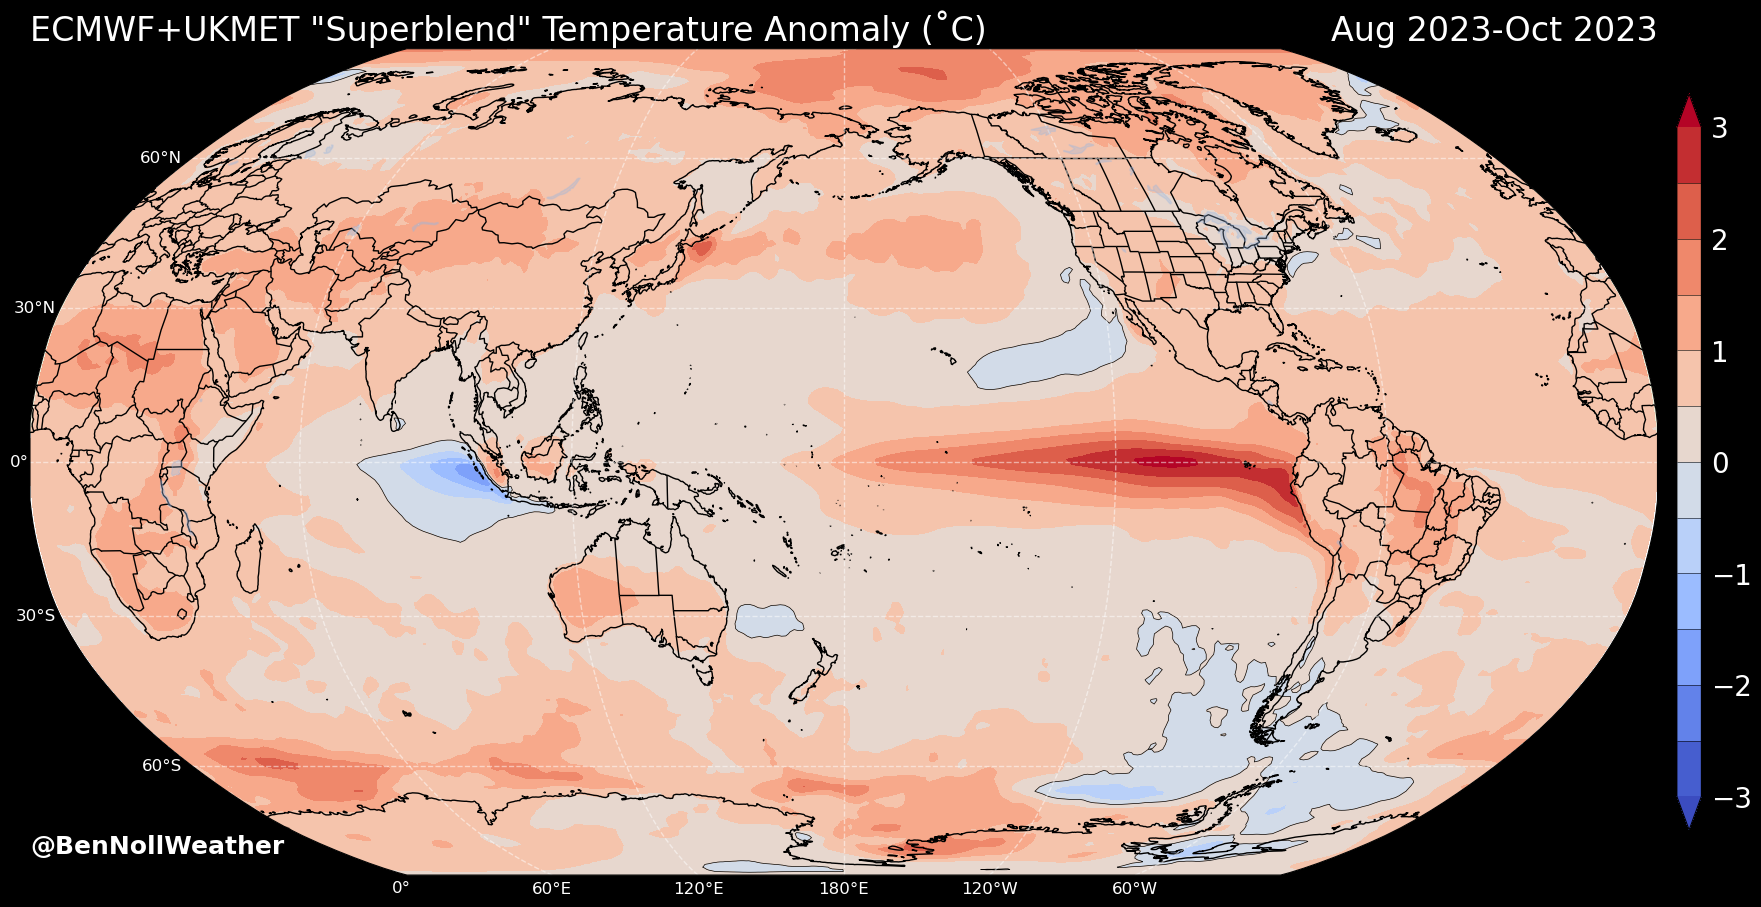 ECMWF+UKMET "Superblend" Temperature Anomaly (˚C) Aug 2023-Oct 2023
3
60°N
2
30°N
1
0°
0
−1
30°S
−2
60°S
−3
@BenNollWeather
0° 60°E 120°E 180°E 120°W 60°W